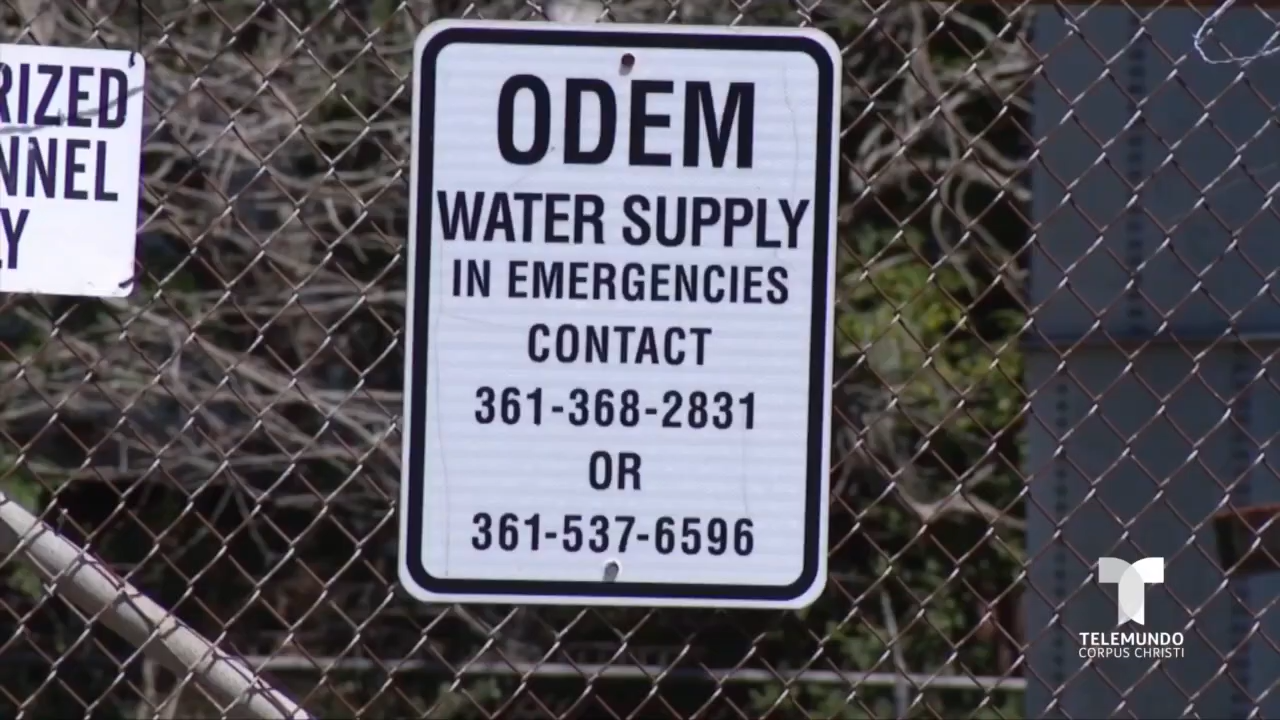 ODEM
WATER SUPPLY
IN EMERGENCIES
CONTACT
361-368-2831
OR
361-537-6596
RIZED
NNEL
Y
TELEMUNDO
CORPUS CHRISTI